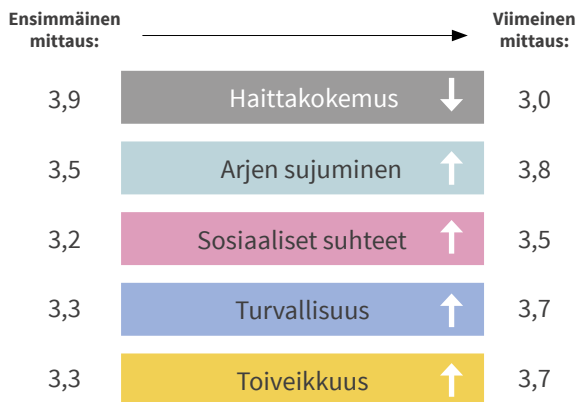 Ensimmäinen mittaus:
Viimeinen mittaus:
3,9 Haittakokemus 3,0
3,5 Arjen sujuminen 3,8
3,2 Sosiaaliset suhteet 3,5
3,3 Turvallisuus 3,7
3,3 Toiveikkuus 3,7